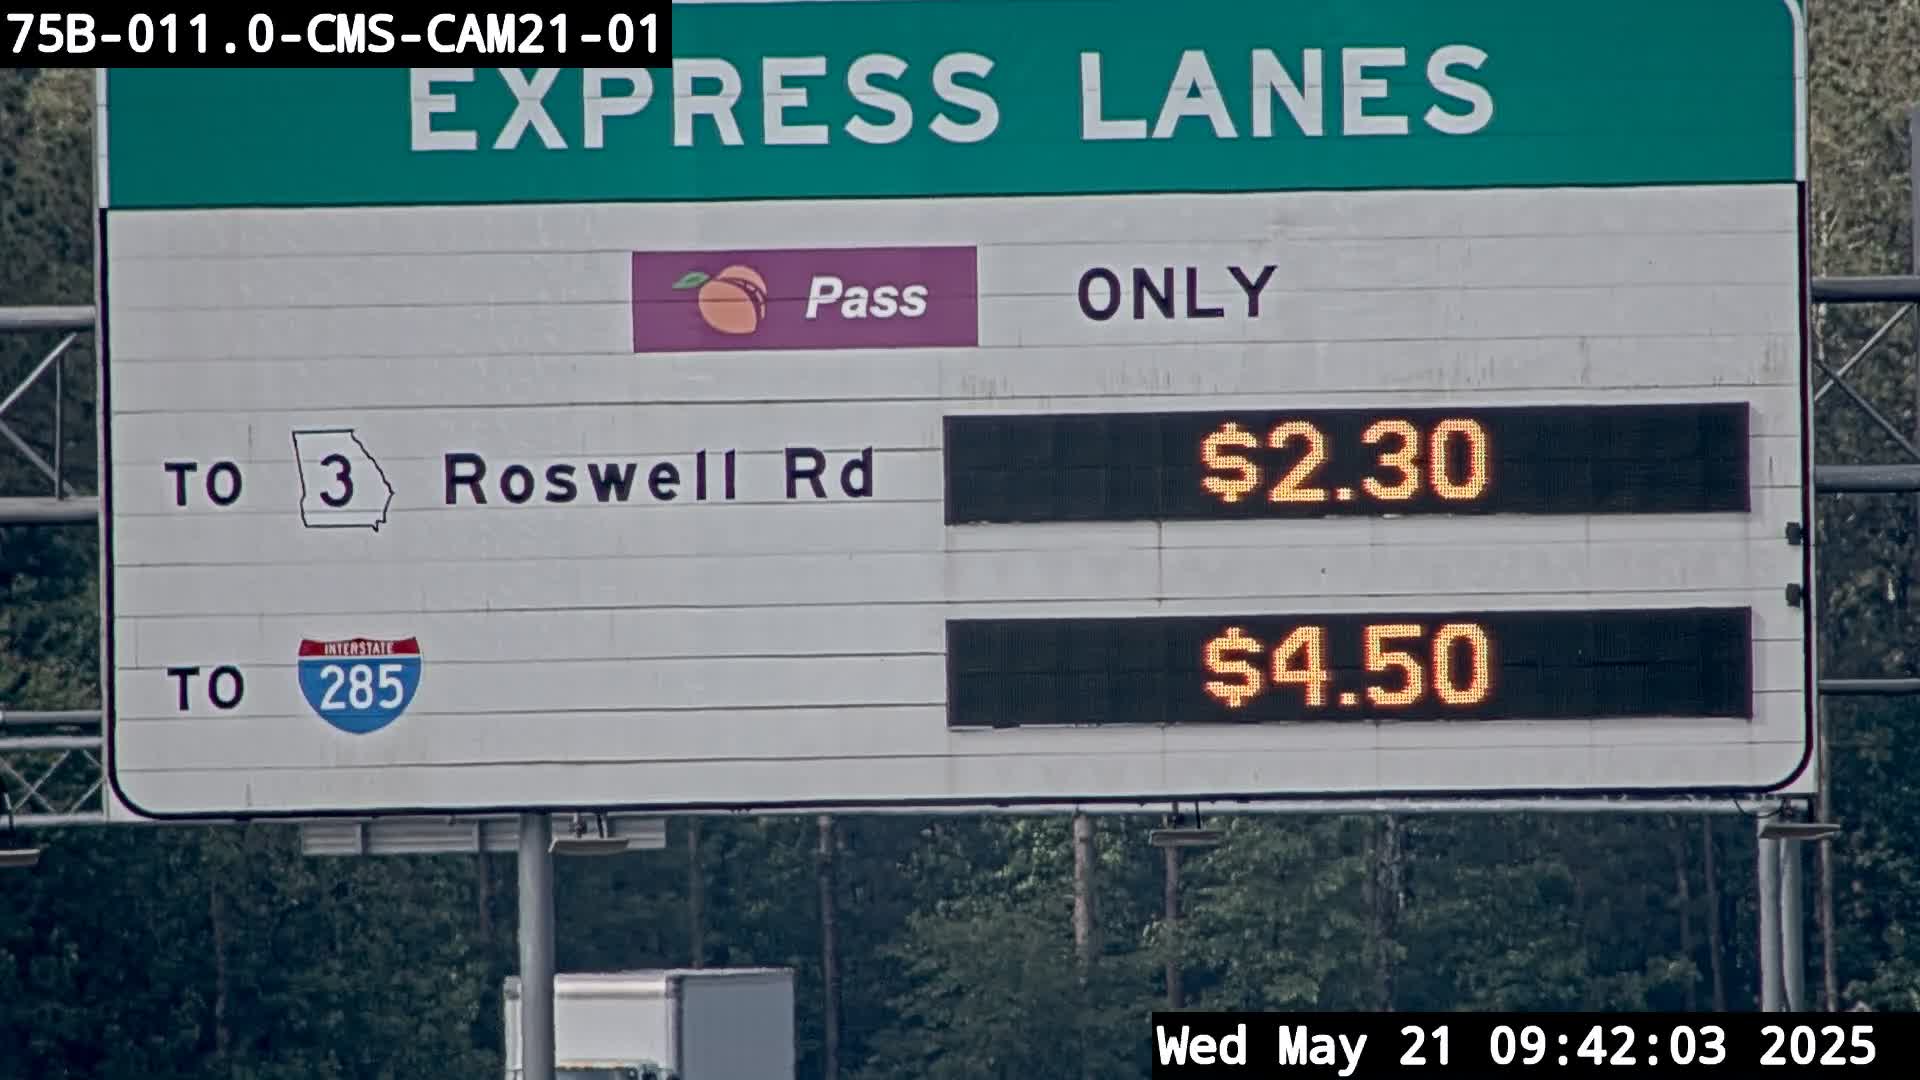 75B-011.0-CMS-CAM21-01
EXPRESS LANES
Pass ONLY
TO 3 Roswell Rd $2.30
INTERSTATE
TO 285 $4.50
Wed May 21 09:42:03 2025